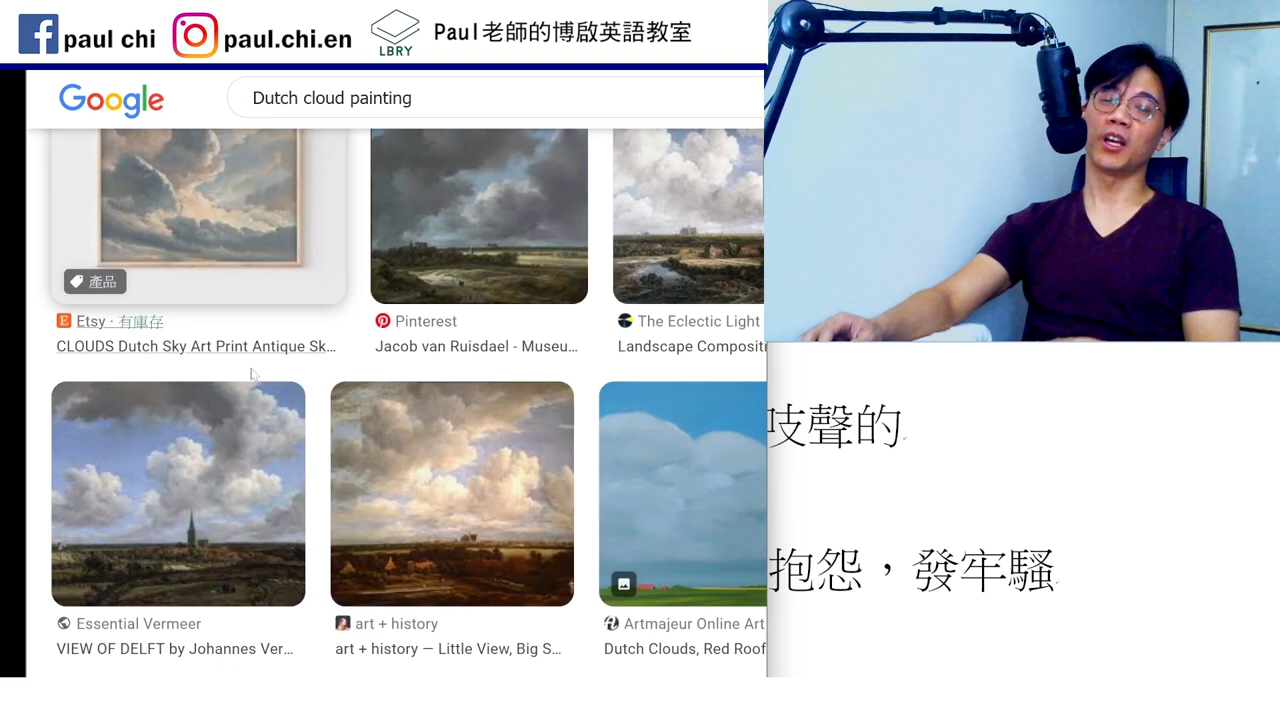 paul chi
paul.chi.en
LBRY
Paul老師的博啟英語教室
Google
Dutch cloud painting
產品
Etsy · 有庫存
CLOUDS Dutch Sky Art Print Antique Sk...
Pinterest
Jacob van Ruisdael - Museu...
The Eclectic Light
Landscape Compositi
吱聲的
抱怨，發牢騷
Essential Vermeer
VIEW OF DELFT by Johannes Ver...
art + history
art + history — Little View, Big S...
Artmajeur Online Art
Dutch Clouds, Red Roof